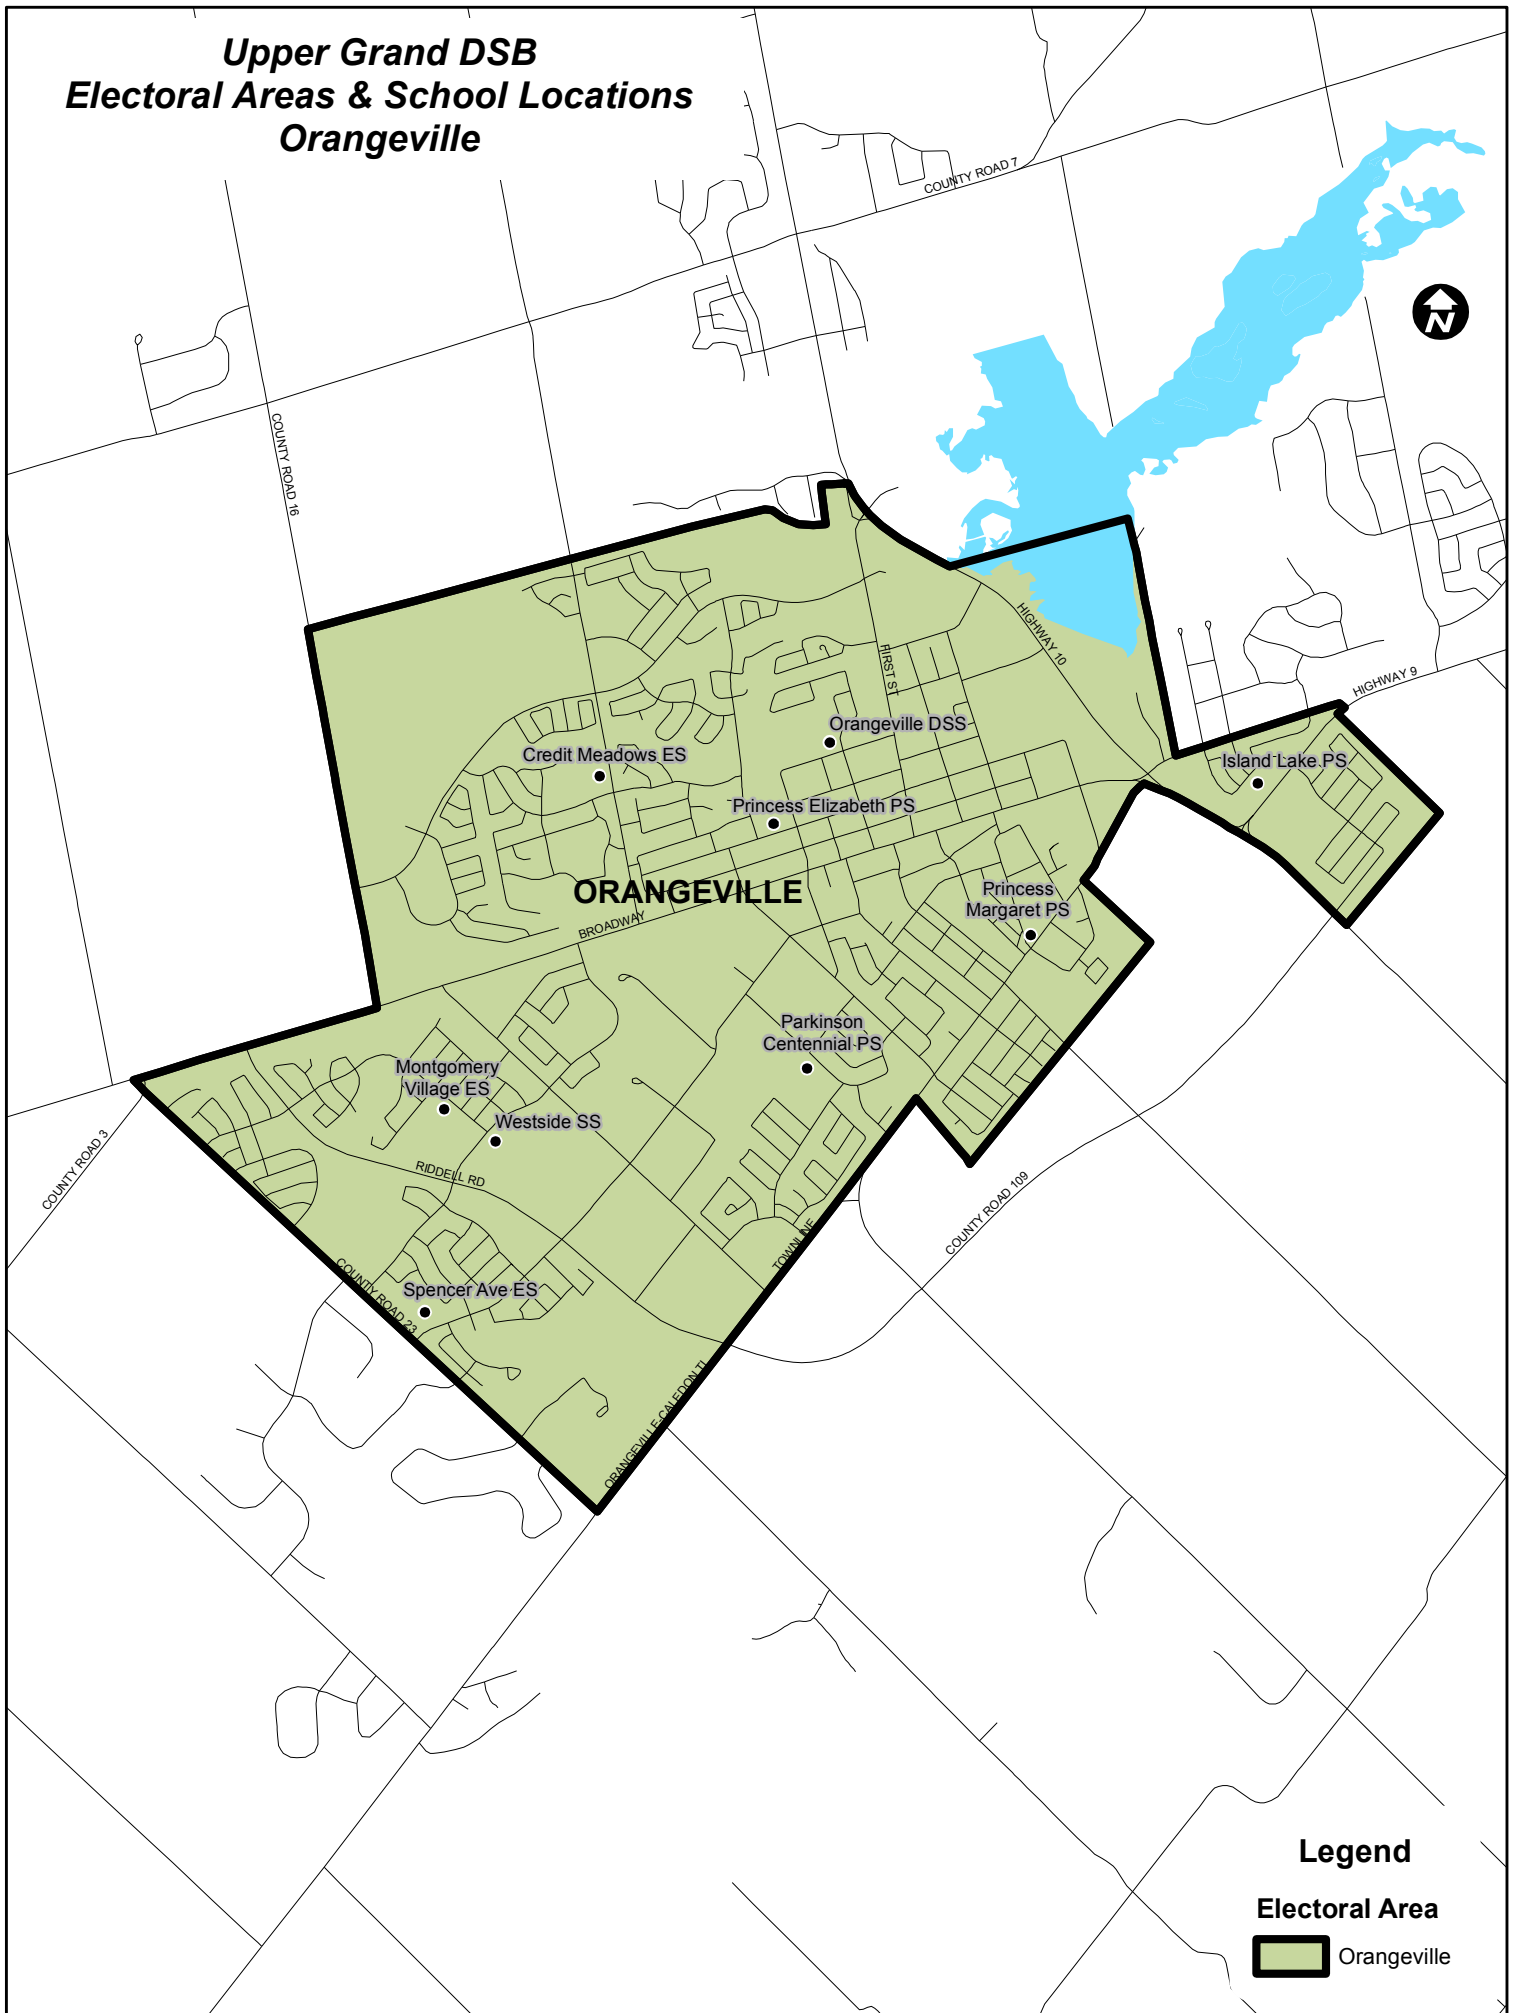 Upper Grand DSB
Electoral Areas & School Locations
Orangeville
COUNTY ROAD 7
N
COUNTY ROAD 16
HIGHWAY 10
FIRST ST
HIGHWAY 9
Orangeville DSS
Credit Meadows ES
Island Lake PS
Princess Elizabeth PS
ORANGEVILLE
Princess
Margaret PS
BROADWAY
Parkinson
Centennial PS
Montgomery
Village ES
Westside SS
COUNTY ROAD 3
RIDDELL RD
COUNTY ROAD 109
TOWNLINE
COUNTY ROAD 23
Spencer Ave ES
ORANGEVILLE-CALEDON TL
Legend
Electoral Area
Orangeville